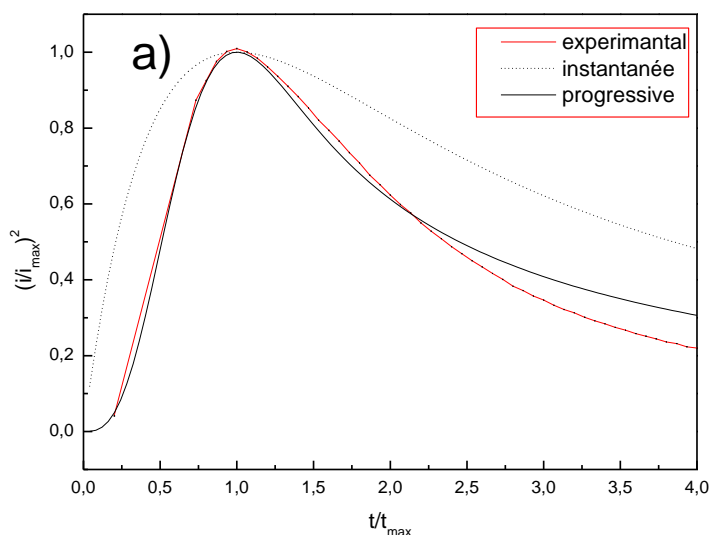 a)
experimantal
instantanée
progressive
1,0
0,8
0,6
0,4
0,2
0,0
(i/i_max)²
0,0 0,5 1,0 1,5 2,0 2,5 3,0 3,5 4,0
t/t_max